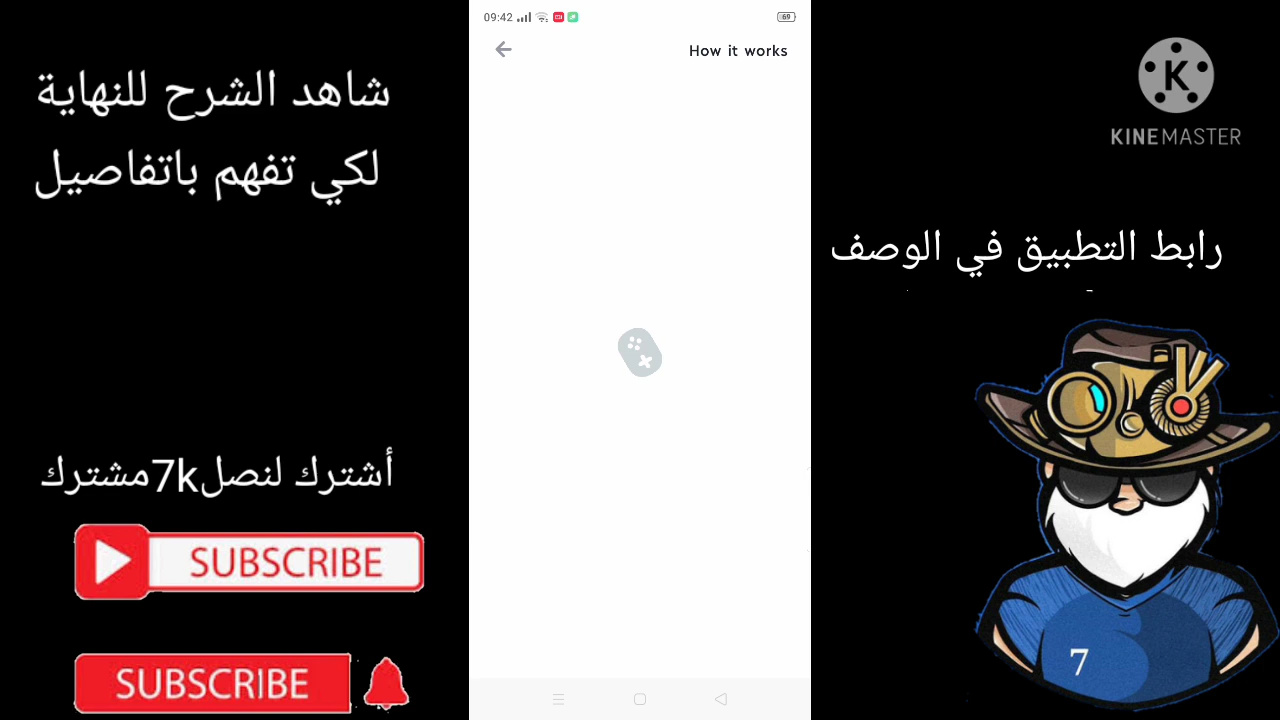 شاهد الشرح للنهاية
لكي تفهم باتفاصيل
أشترك لنصل7kمشترك
SUBSCRIBE
SUBSCRIBE
09:42
69
How it works
K
KINEMASTER
رابط التطبيق في الوصف
7